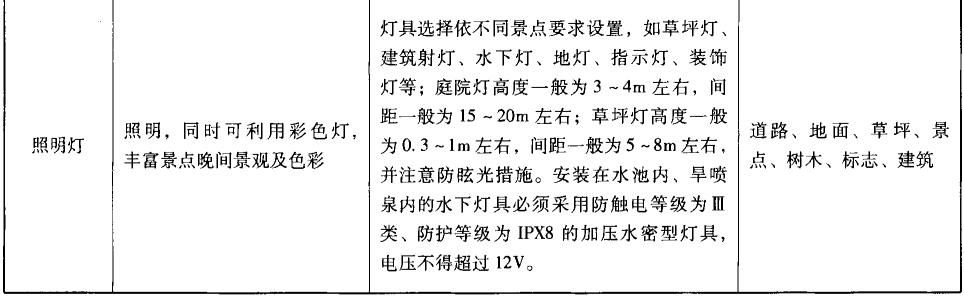 照明灯
照明，同时可利用彩色灯，
丰富景点晚间景观及色彩
灯具选择依不同景点要求设置，如草坪灯、
建筑射灯、水下灯、地灯、指示灯、装饰
灯等；庭院灯高度一般为 3 ~ 4m 左右，间
距一般为 15 ~ 20m 左右；草坪灯高度一般
为 0. 3 ~ 1m 左右，间距一般为 5 ~ 8m 左右，
并注意防眩光措施。安装在水池内、旱喷
泉内的水下灯具必须采用防触电等级为Ⅲ
类、防护等级为 IPX8 的加压水密型灯具，
电压不得超过 12V。
道路、地面、草坪、景
点、树木、标志、建筑